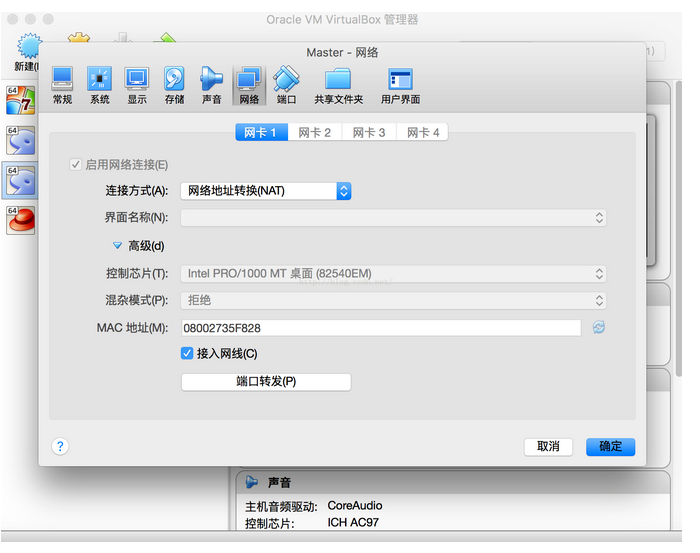 Oracle VM VirtualBox 管理器
新建(
Master - 网络
常规 系统 显示 存储 声音 网络 端口 共享文件夹 用户界面
64
7
64
64
64
网卡 1 网卡 2 网卡 3 网卡 4
启用网络连接(E)
连接方式(A): 网络地址转换(NAT)
界面名称(N):
高级(d)
控制芯片(T): Intel PRO/1000 MT 桌面 (82540EM)
混杂模式(P): 拒绝
MAC 地址(M): 08002735F828
接入网线(C)
端口转发(P)
? 取消 确定
声音
主机音频驱动: CoreAudio
控制芯片: ICH AC97